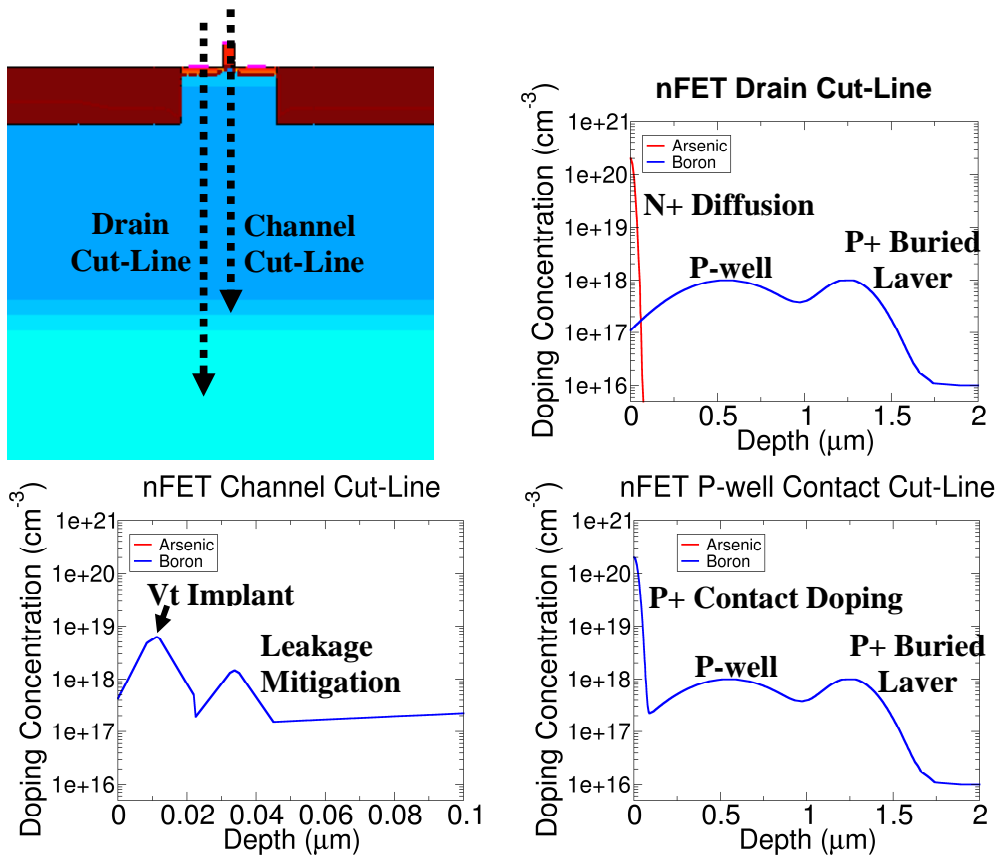 Drain
Cut-Line
Channel
Cut-Line
nFET Drain Cut-Line
Doping Concentration (cm-3)
1e+21
1e+20
1e+19
1e+18
1e+17
1e+16
Arsenic
Boron
N+ Diffusion
P-well
P+ Buried
Laver
0 0.5 1 1.5 2
Depth (μm)
nFET Channel Cut-Line
Doping Concentration (cm-3)
1e+21
1e+20
1e+19
1e+18
1e+17
1e+16
Arsenic
Boron
Vt Implant
Leakage
Mitigation
0 0.02 0.04 0.06 0.08 0.1
Depth (μm)
nFET P-well Contact Cut-Line
Doping Concentration (cm-3)
1e+21
1e+20
1e+19
1e+18
1e+17
1e+16
Arsenic
Boron
P+ Contact Doping
P-well
P+ Buried
Laver
0 0.5 1 1.5 2
Depth (μm)